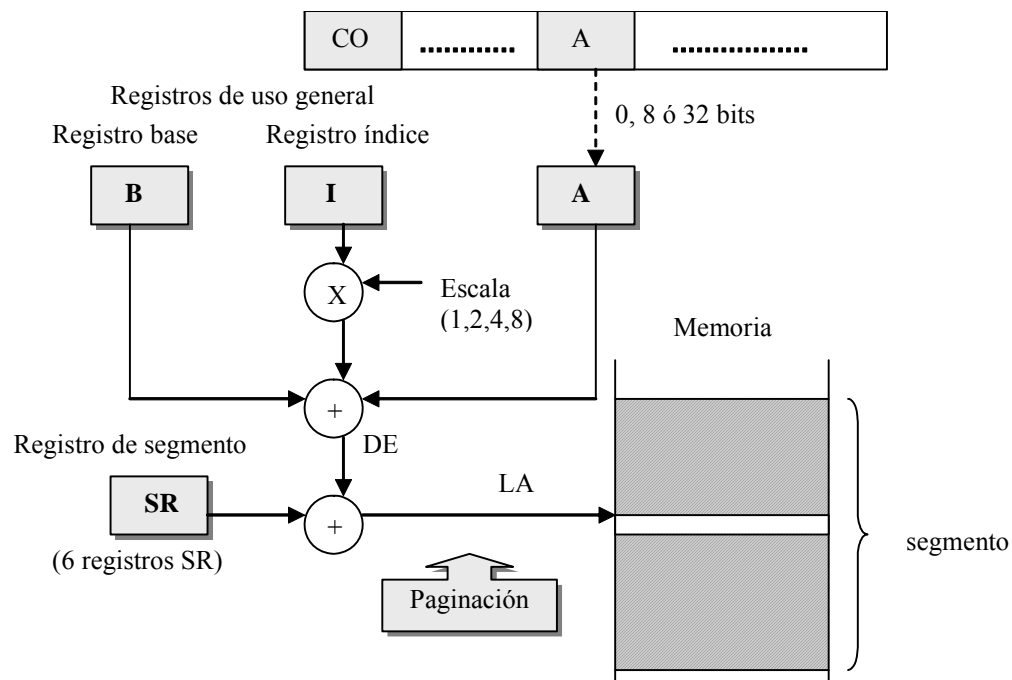 CO ............ A .................
Registros de uso general
0, 8 ó 32 bits
Registro base Registro índice
B I A
X
Escala
(1,2,4,8)
Memoria
+
DE
Registro de segmento
LA
SR
+
segmento
(6 registros SR)
Paginación